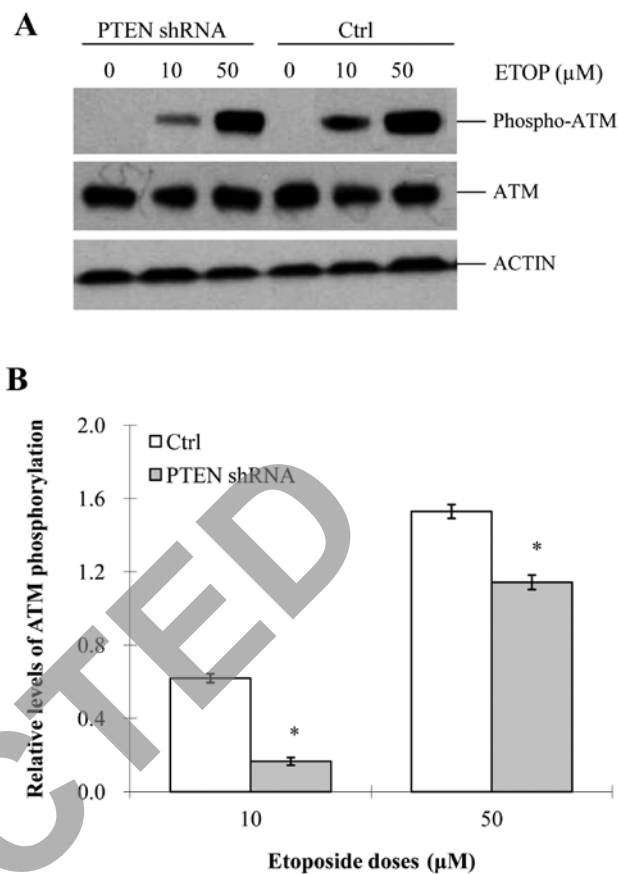 A
PTEN shRNA Ctrl
0 10 50 0 10 50 ETOP (µM)
Phospho-ATM
ATM
ACTIN
B
Relative levels of ATM phosphorylation
2.0
1.6
1.2
0.8
0.4
0.0
Ctrl
PTEN shRNA
*
*
10 50
Etoposide doses (µM)
CTED